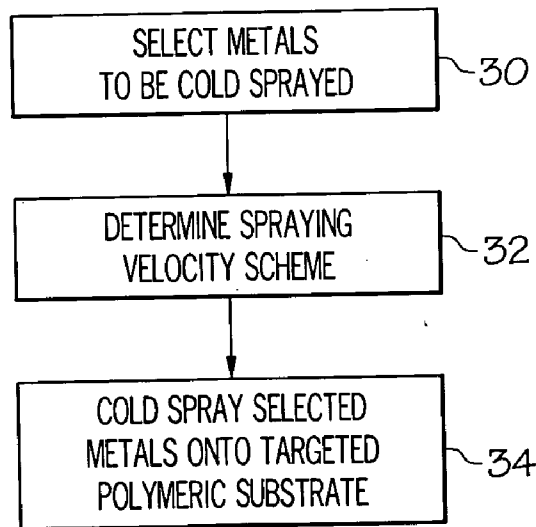 SELECT METALS
TO BE COLD SPRAYED
30
DETERMINE SPRAYING
VELOCITY SCHEME
32
COLD SPRAY SELECTED
METALS ONTO TARGETED
POLYMERIC SUBSTRATE
34